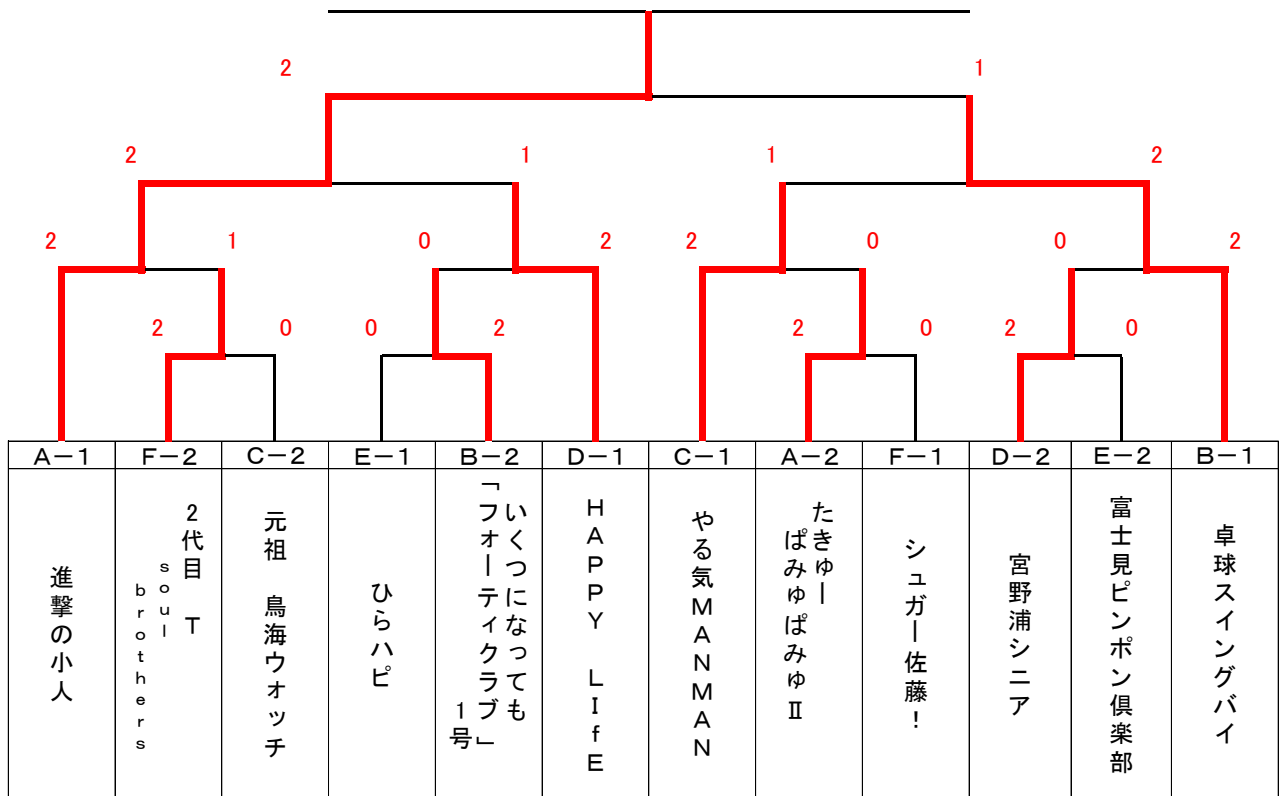 2 1
2 1 1 2
2 1 0 2 2 0 0 2
2 0 0 2 2 0 2 0
A-1 F-2 C-2 E-1 B-2 D-1 C-1 A-2 F-1 D-2 E-2 B-1
進撃の小人
2代目 T
soul
brothers
元祖 鳥海ウォッチ
ひらハピ
いくつになっても
「フォーティクラブ」
1号
HAPPY LIfE
やる気MANMAN
たきゅー
ぱみゅぱみゅⅡ
シュガー佐藤!
宮野浦シニア
富士見ピンポン倶楽部
卓球スイングバイ